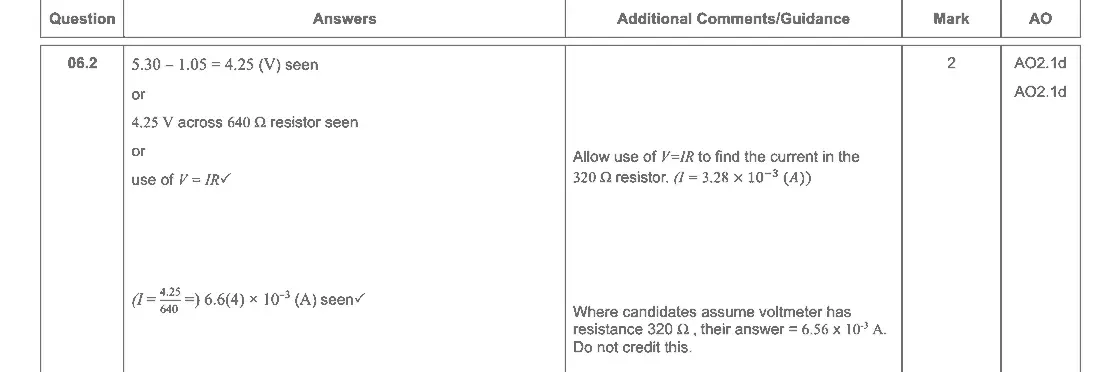 Question Answers Additional Comments/Guidance Mark AO
06.2 5.30 – 1.05 = 4.25 (V) seen 2 AO2.1d
or AO2.1d
4.25 V across 640 Ω resistor seen
or
use of V = IR✓
Allow use of V=IR to find the current in the
320 Ω resistor. (I = 3.28 × 10⁻³ (A))
(I = 4.25/640 =) 6.6(4) × 10⁻³ (A) seen✓
Where candidates assume voltmeter has
resistance 320 Ω , their answer = 6.56 x 10⁻³ A.
Do not credit this.